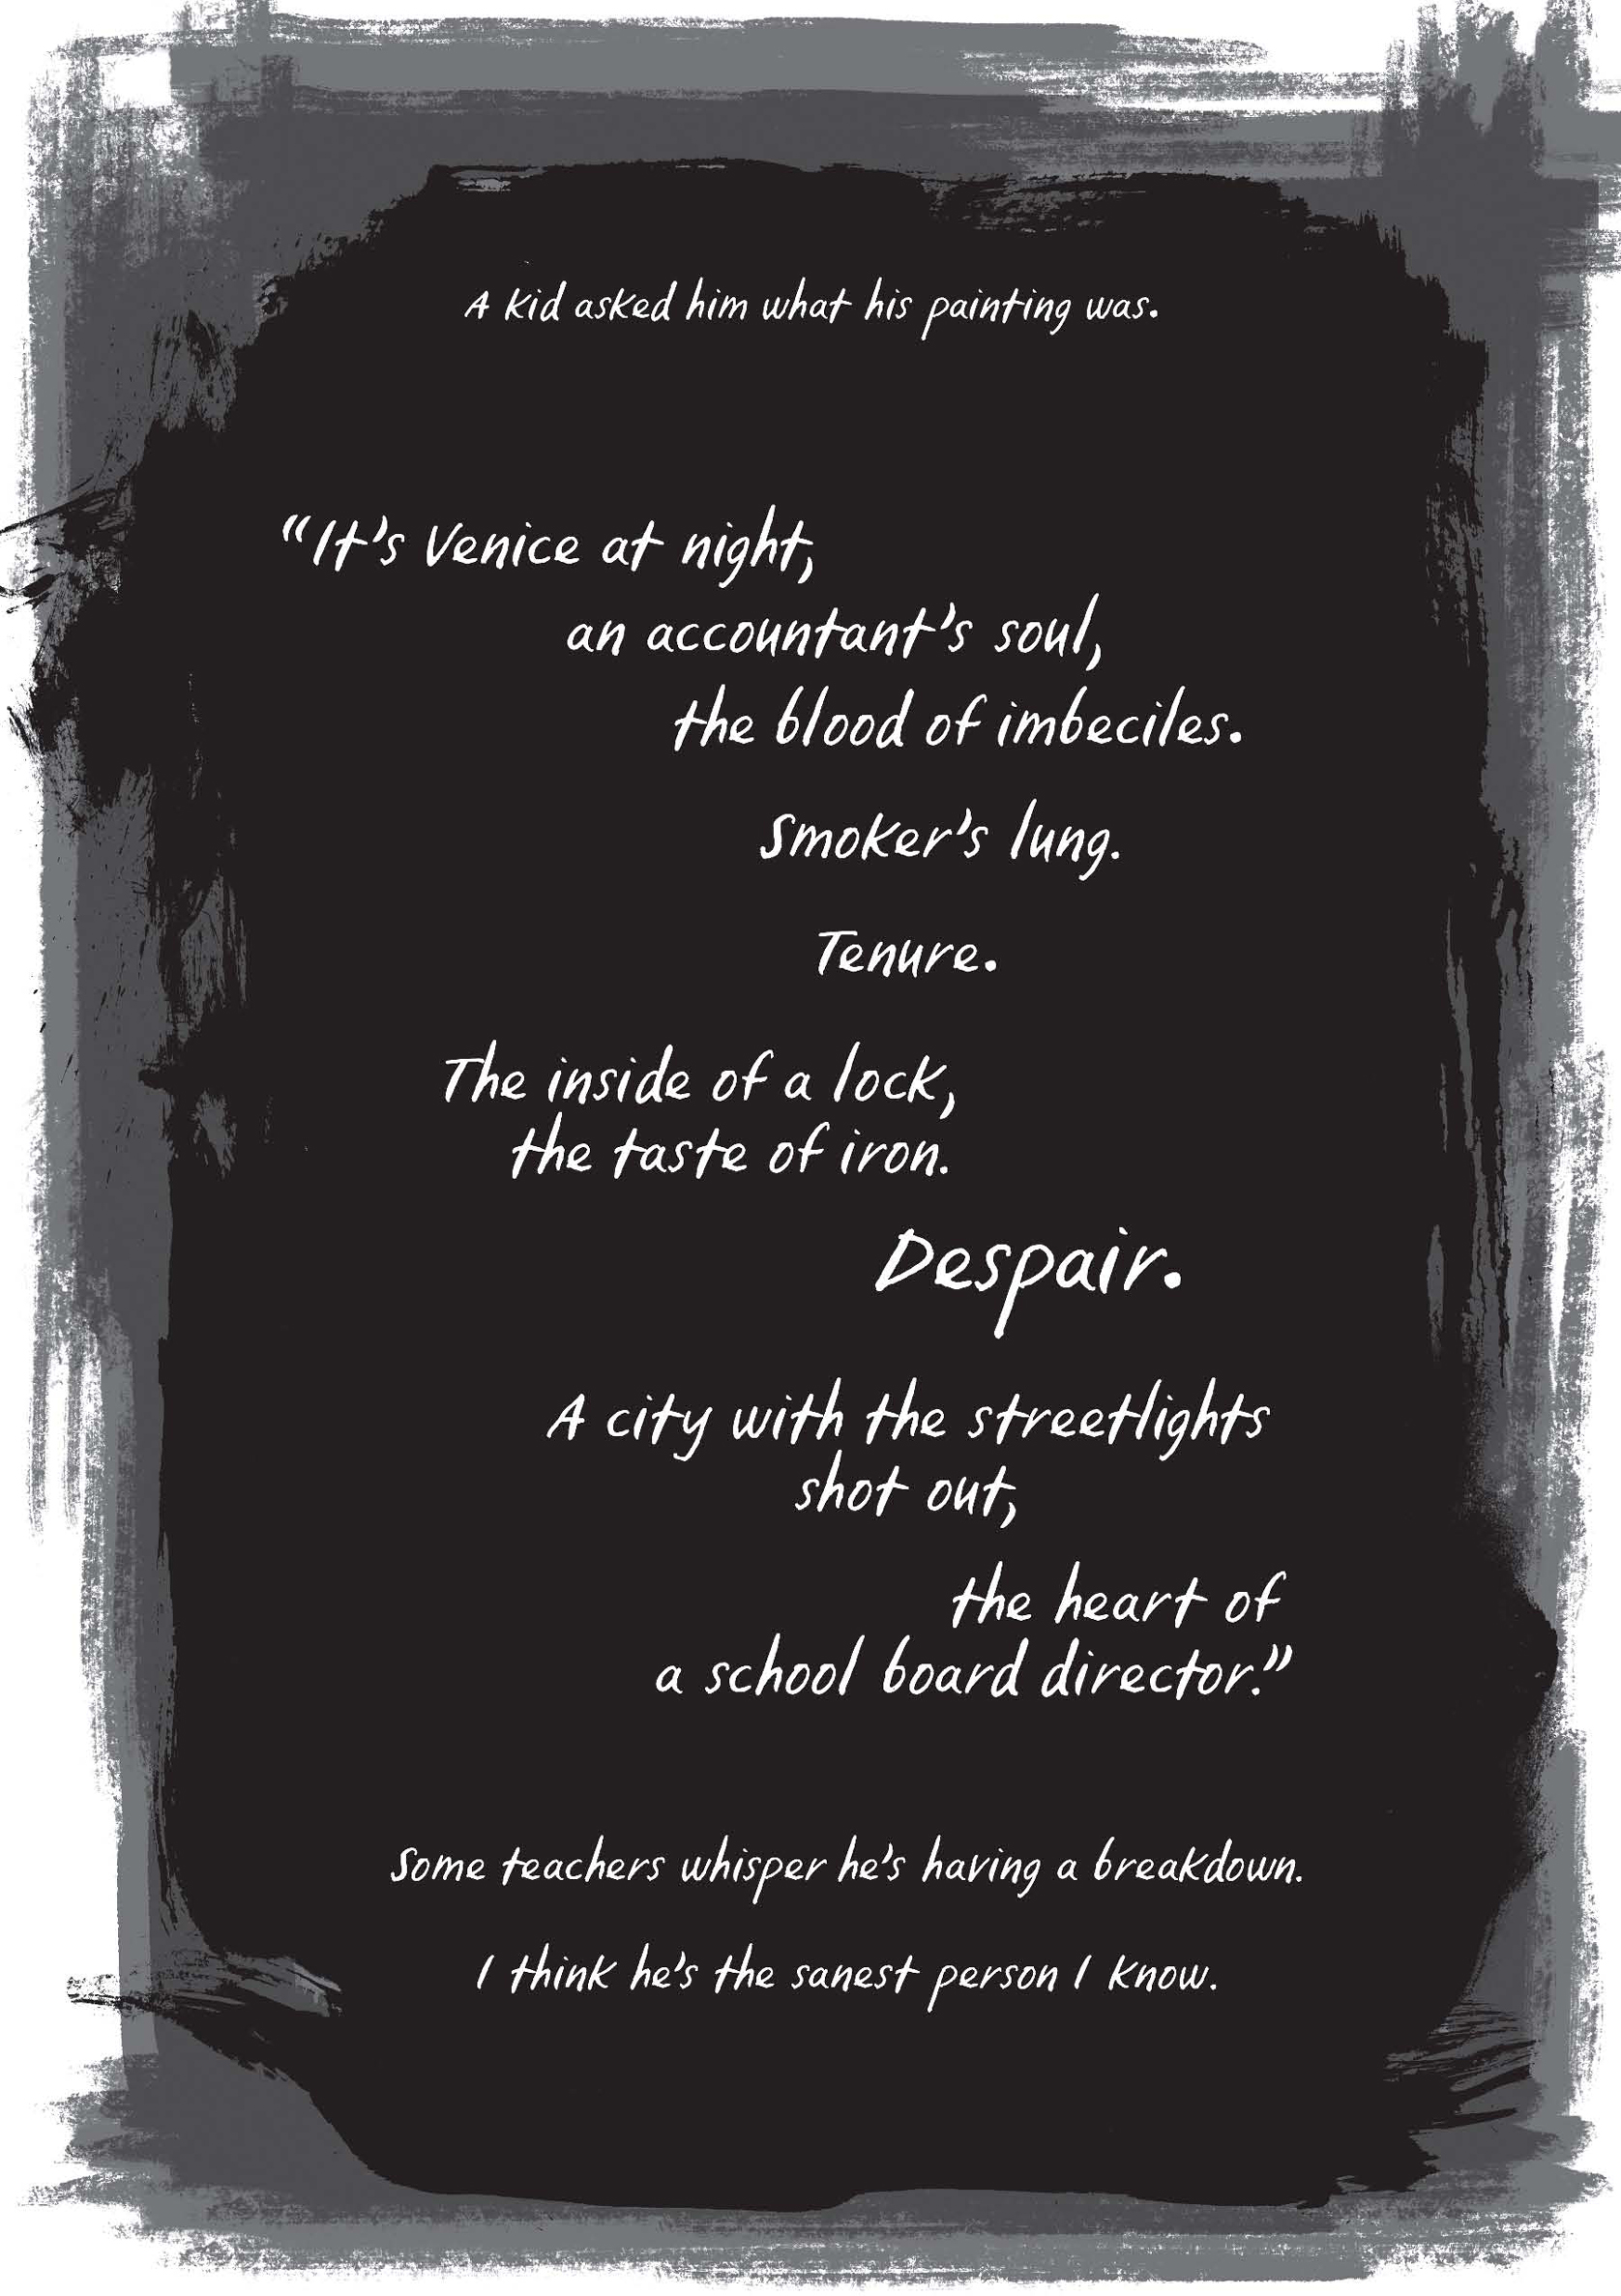 A kid asked him what his painting was.
“It’s Venice at night,
an accountant’s soul,
the blood of imbeciles.
Smoker’s lung.
Tenure.
The inside of a lock,
the taste of iron.
Despair.
A city with the streetlights
shot out,
the heart of
a school board director.”
Some teachers whisper he’s having a breakdown.
I think he’s the sanest person I know.